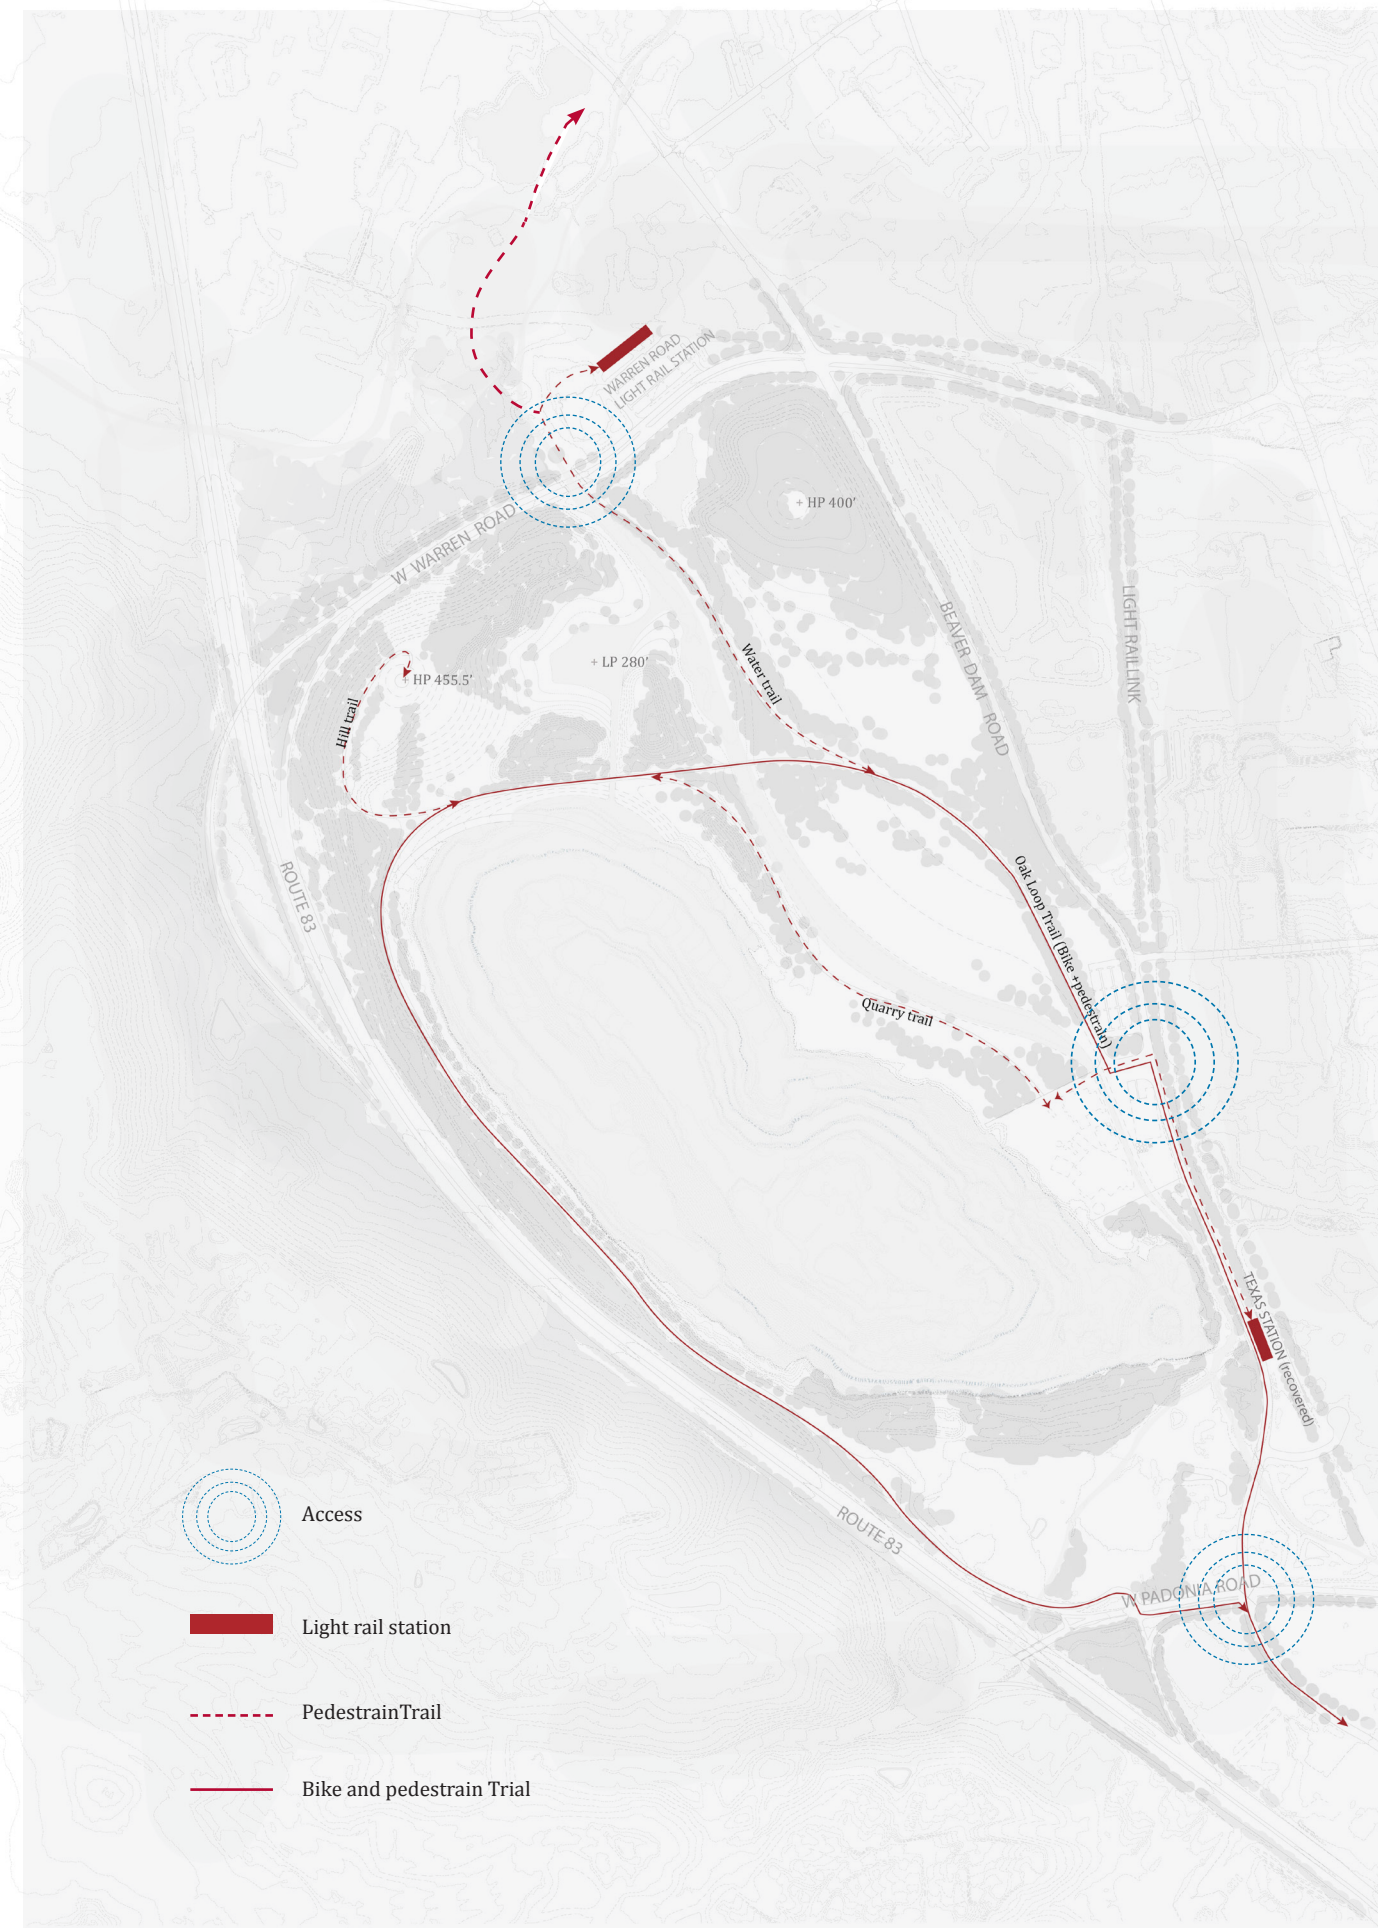 WARREN ROAD
LIGHT RAIL STATION
+ HP 400'
W WARREN ROAD
BEAVER DAM ROAD
LIGHT RAILLINK
+ LP 280'
Water trail
+ HP 455.5'
Hill trail
ROUTE 83
Oak Loop Trail (Bike +pedestrain)
Quarry trail
TEXAS STATION (recovered)
ROUTE 83
W PADONIA ROAD
Access
Light rail station
PedestrainTrail
Bike and pedestrain Trial